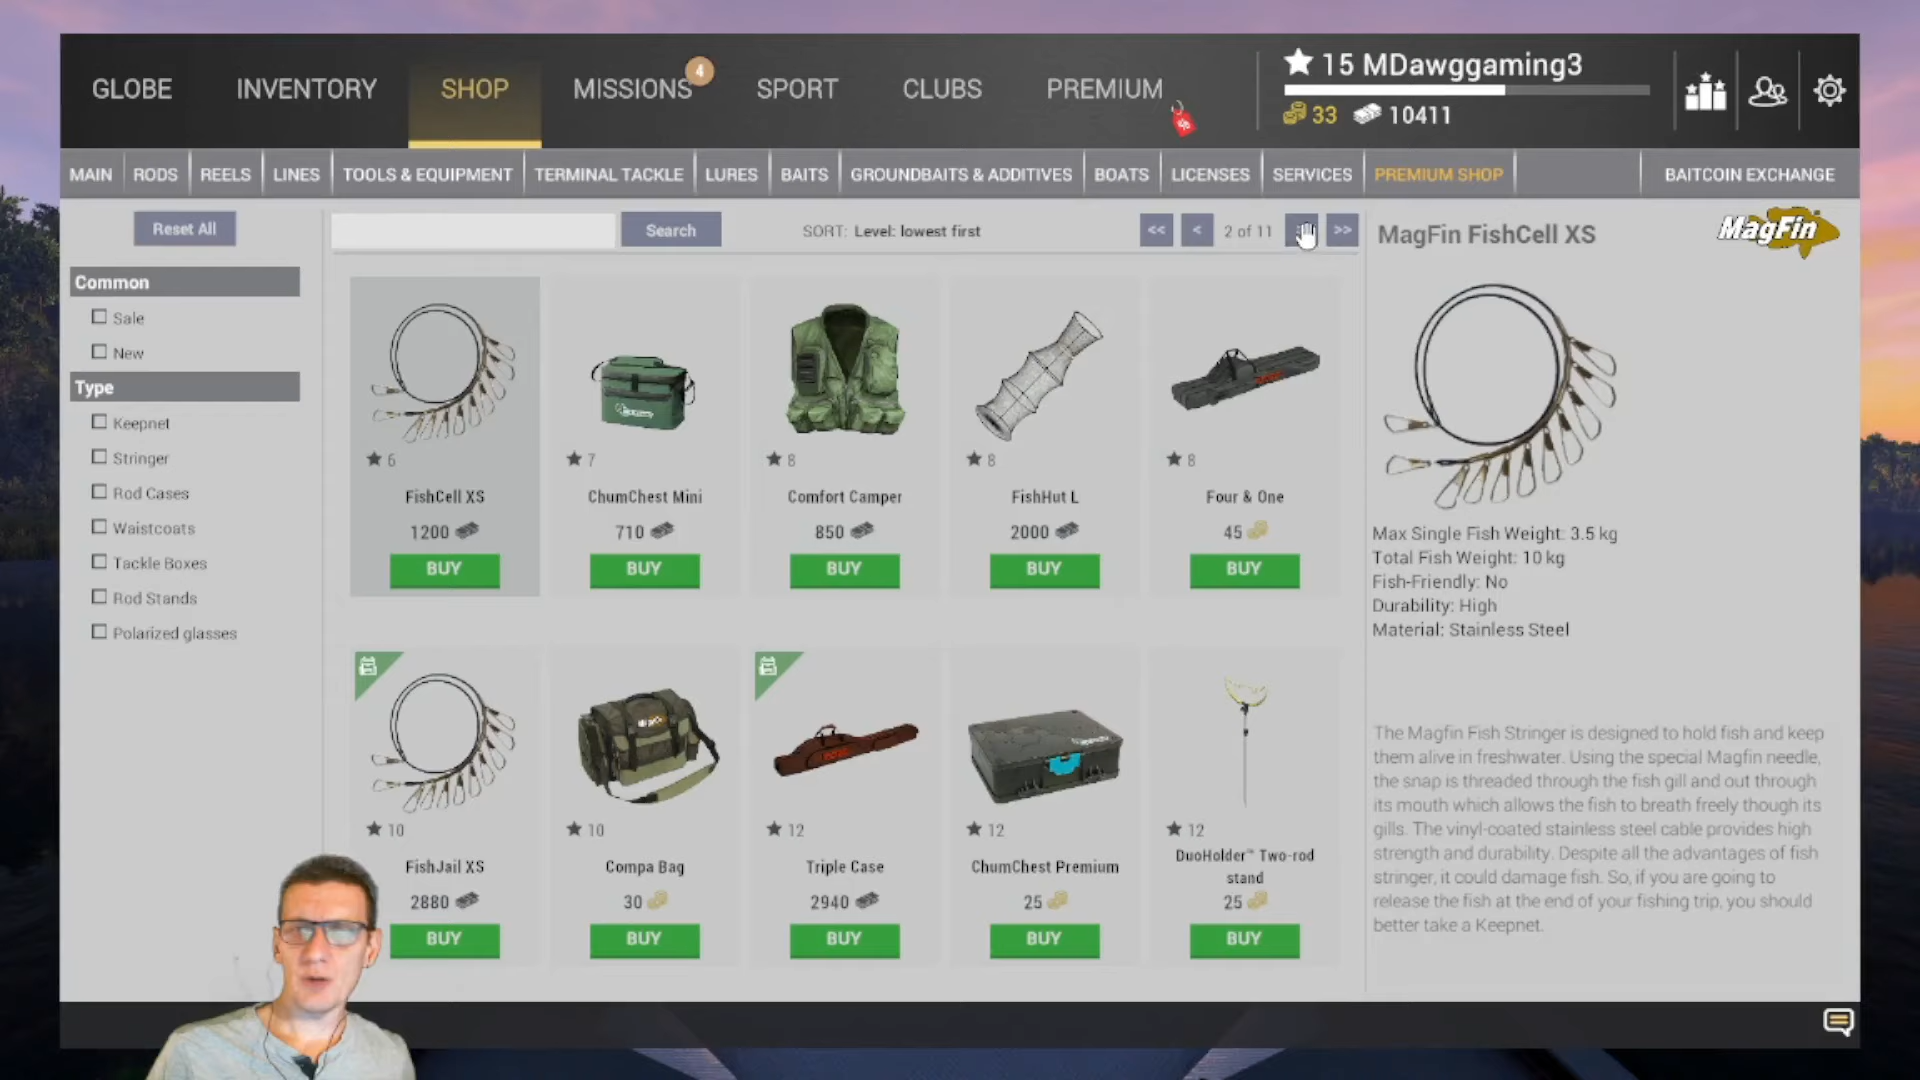 GLOBE INVENTORY SHOP MISSIONS 4 SPORT CLUBS PREMIUM
15 MDawggaming3
33 10411
MAIN RODS REELS LINES TOOLS & EQUIPMENT TERMINAL TACKLE LURES BAITS GROUNDBAITS & ADDITIVES BOATS LICENSES SERVICES PREMIUM SHOP BAITCOIN EXCHANGE
Reset All
Search
SORT: Level: lowest first
<< < 2 of 11 >>
Common
Sale
New
Type
Keepnet
Stringer
Rod Cases
Waistcoats
Tackle Boxes
Rod Stands
Polarized glasses
6 7 8 8 8
FishCell XS ChumChest Mini Comfort Camper FishHut L Four & One
1200 710 850 2000 45
BUY BUY BUY BUY BUY
10 10 12 12 12
FishJail XS Compa Bag Triple Case ChumChest Premium DuoHolder™ Two-rod
stand
2880 30 2940 25 25
BUY BUY BUY BUY BUY
MagFin FishCell XS
MagFin
Max Single Fish Weight: 3.5 kg
Total Fish Weight: 10 kg
Fish-Friendly: No
Durability: High
Material: Stainless Steel
The Magfin Fish Stringer is designed to hold fish and keep
them alive in freshwater. Using the special Magfin needle,
the snap is threaded through the fish gill and out through
its mouth which allows the fish to breath freely though its
gills. The vinyl-coated stainless steel cable provides high
strength and durability. Despite all the advantages of fish
stringer, it could damage fish. So, if you are going to
release the fish at the end of your fishing trip, you should
better take a Keepnet.